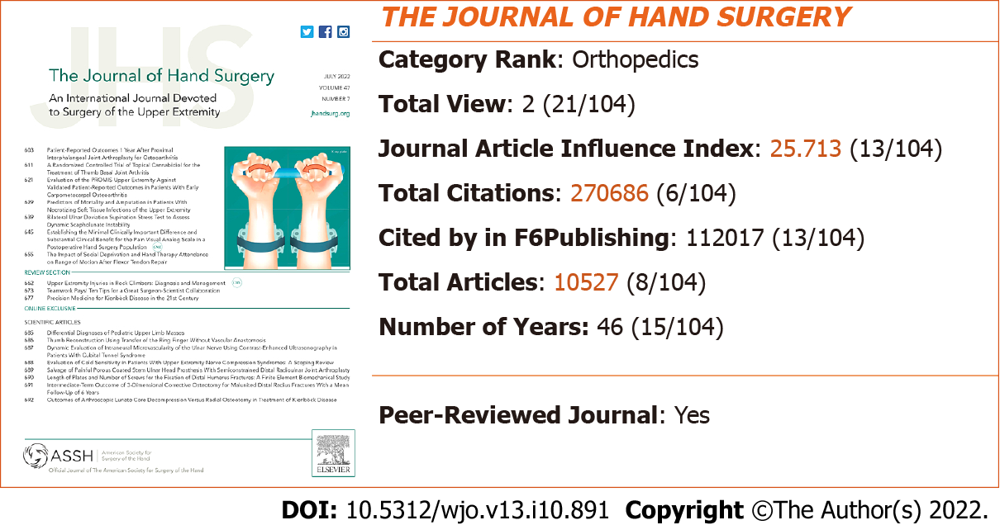 JHS
The Journal of Hand Surgery
An International Journal Devoted
to Surgery of the Upper Extremity
JULY 2022
VOLUME 47
NUMBER 7
jhandsurg.org
603 Patient-Reported Outcomes 1 Year After Proximal
Interphalangeal Joint Arthroplasty for Osteoarthritis
611 A Randomized Controlled Trial of Topical Cannabidiol for the
Treatment of Thumb Basal Joint Arthritis
621 Evaluation of the PROMIS Upper Extremity Against
Validated Patient-Reported Outcomes in Patients With Early
Carpometacarpal Osteoarthritis
629 Predictors of Mortality and Amputation in Patients With
Necrotizing Soft Tissue Infections of the Upper Extremity
639 Bilateral Ulnar Deviation Supination Stress Test to Assess
Dynamic Scapholunate Instability
645 Establishing the Minimal Clinically Important Difference and
Substantial Clinical Benefit for the Pain Visual Analog Scale in a
Postoperative Hand Surgery Population
655 The Impact of Social Deprivation and Hand Therapy Attendance
on Range of Motion After Flexor Tendon Repair
REVIEW SECTION
662 Upper Extremity Injuries in Rock Climbers: Diagnosis and Management
673 Teamwork Pays! Ten Tips for a Great Surgeon-Scientist Collaboration
677 Precision Medicine for Kienböck Disease in the 21st Century
ONLINE EXCLUSIVE
SCIENTIFIC ARTICLES
685 Differential Diagnoses of Pediatric Upper Limb Masses
686 Thumb Reconstruction Using Transfer of the Ring Finger Without Vascular Anastomosis
687 Dynamic Evaluation of Intraneural Microvascularity of the Ulnar Nerve Using Contrast-Enhanced Ultrasonography in
Patients With Cubital Tunnel Syndrome
688 Evaluation of Cold Sensitivity in Patients With Upper Extremity Nerve Compression Syndromes: A Scoping Review
689 Salvage of Painful Porous Coated Stem Ulnar Head Prosthesis With Semiconstrained Distal Radioulnar Joint Arthroplasty
690 Length of Plates and Number of Screws for the Fixation of Distal Humerus Fractures: A Finite Element Biomechanical Study
691 Intermediate-Term Outcome of 3-Dimensional Corrective Osteotomy for Malunited Distal Radius Fractures With a Mean
Follow-Up of 6 Years
692 Outcomes of Arthroscopic Lunate Core Decompression Versus Radial Osteotomy in Treatment of Kienböck Disease
ASSH
American Society for
Surgery of the Hand
Official Journal of The American Society for Surgery of the Hand
ELSEVIER
THE JOURNAL OF HAND SURGERY
Category Rank: Orthopedics
Total View: 2 (21/104)
Journal Article Influence Index: 25.713 (13/104)
Total Citations: 270686 (6/104)
Cited by in F6Publishing: 112017 (13/104)
Total Articles: 10527 (8/104)
Number of Years: 46 (15/104)
Peer-Reviewed Journal: Yes
DOI: 10.5312/wjo.v13.i10.891 Copyright ©The Author(s) 2022.